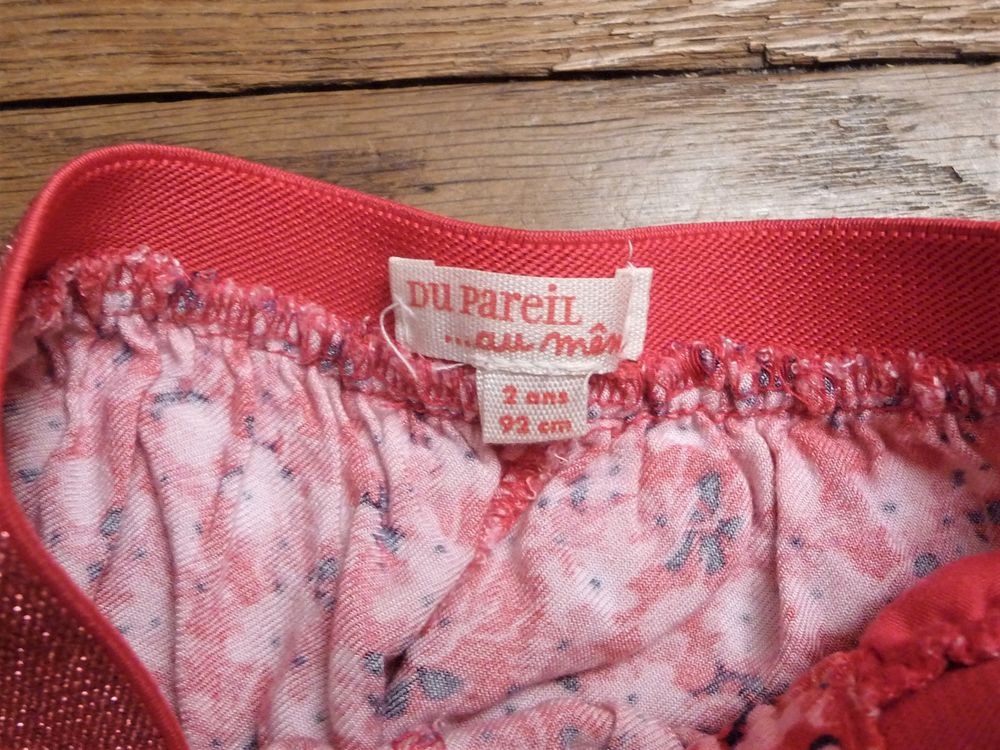 DU PAREIL
...au mê
2 ans
92 cm